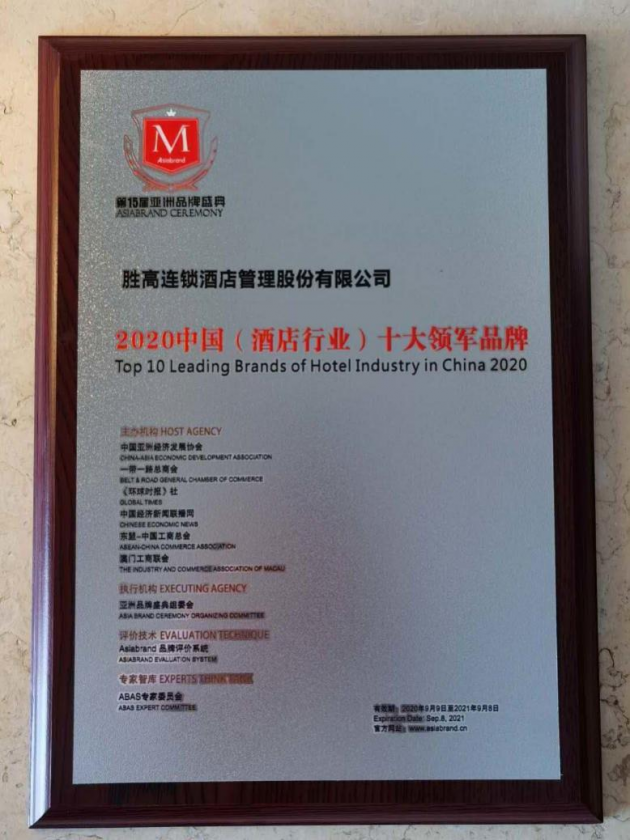 M
Asiabrand
第15届亚洲品牌盛典
ASIABRAND CEREMONY
胜高连锁酒店管理股份有限公司
2020中国（酒店行业）十大领军品牌
Top 10 Leading Brands of Hotel Industry in China 2020
主办机构 HOST AGENCY
中国亚洲经济发展协会
CHINA-ASIA ECONOMIC DEVELOPMENT ASSOCIATION
一带一路总商会
BELT & ROAD GENERAL CHAMBER OF COMMERCE
《环球时报》社
GLOBAL TIMES
中国经济新闻联播网
CHINESE ECONOMIC NEWS
东盟-中国工商总会
ASEAN-CHINA COMMERCE ASSOCIATION
澳门工商联会
THE INDUSTRY AND COMMERCE ASSOCIATION OF MACAU
执行机构 EXECUTING AGENCY
亚洲品牌盛典组委会
ASIA BRAND CEREMONY ORGANIZING COMMITTEE
评价技术 EVALUATION TECHNIQUE
Asiabrand 品牌评价系统
ASIABRAND EVALUATION SYSTEM
专家智库 EXPERTS THINK TANK
ABAS专家委员会
ABAS EXPERT COMMITTEE
有效期：2020年9月9日至2021年9月8日
Expiration Date: Sep.8, 2021
官方网站：www.asiabrand.cn